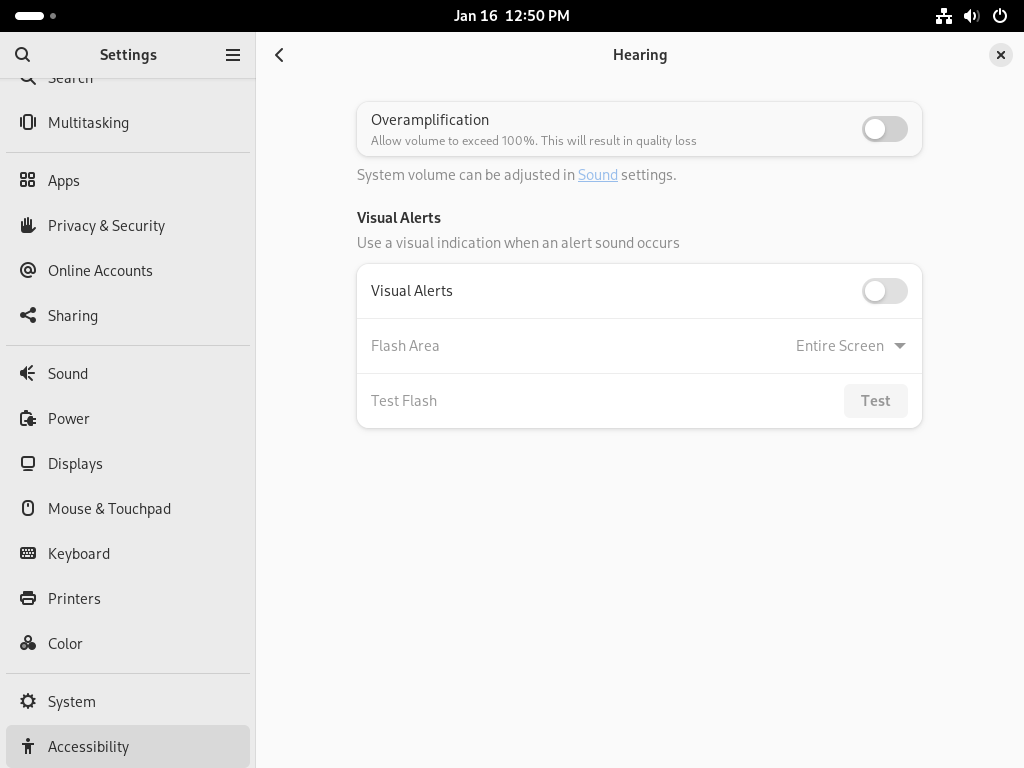 Jan 16 12:50 PM
Settings
Hearing
Search
Multitasking
Apps
Privacy & Security
Online Accounts
Sharing
Sound
Power
Displays
Mouse & Touchpad
Keyboard
Printers
Color
System
Accessibility
Overamplification
Allow volume to exceed 100%. This will result in quality loss
System volume can be adjusted in Sound settings.
Visual Alerts
Use a visual indication when an alert sound occurs
Visual Alerts
Flash Area
Entire Screen
Test Flash
Test